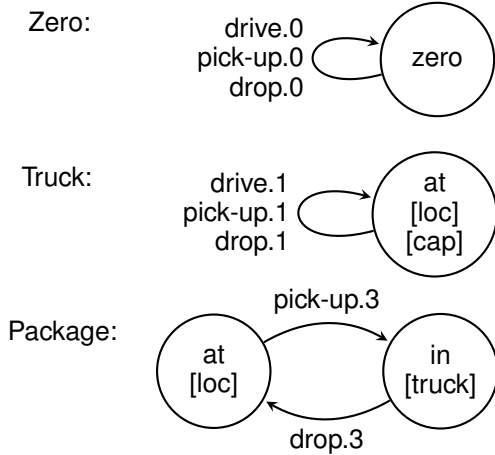 Zero:
drive.0
pick-up.0
drop.0
zero
Truck:
drive.1
pick-up.1
drop.1
at
[loc]
[cap]
Package:
pick-up.3
at
[loc]
in
[truck]
drop.3